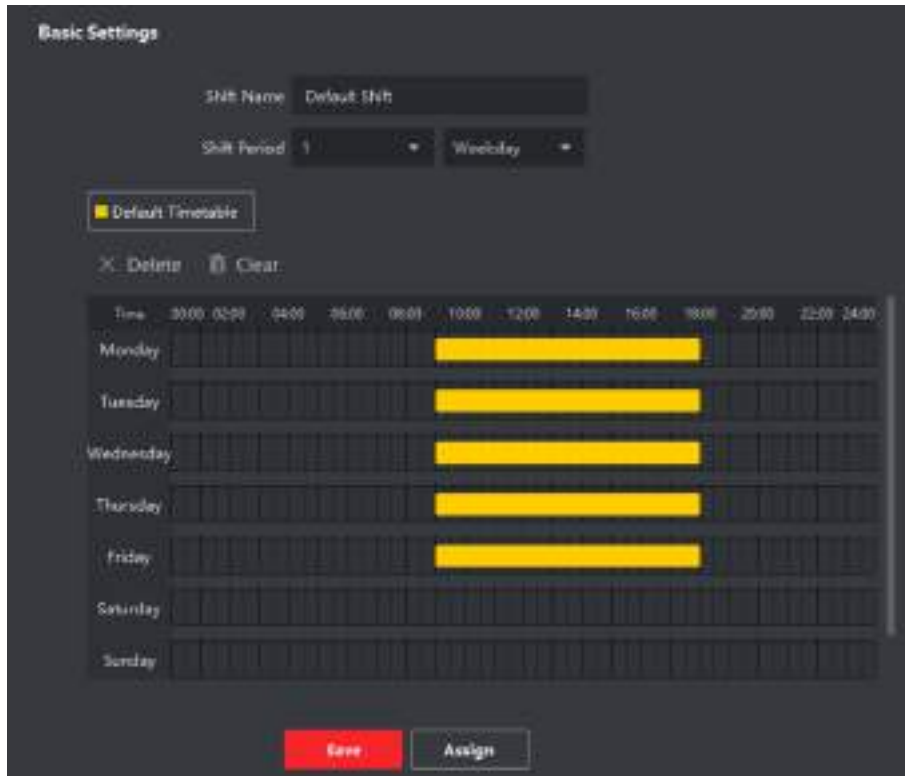 Basic Settings
Shift Name Default Shift
Shift Period 1 Weekday
Default Timetable
Delete Clear
Time 00:00 02:00 04:00 06:00 08:00 10:00 12:00 14:00 16:00 18:00 20:00 22:00 24:00
Monday
Tuesday
Wednesday
Thursday
Friday
Saturday
Sunday
Save Assign